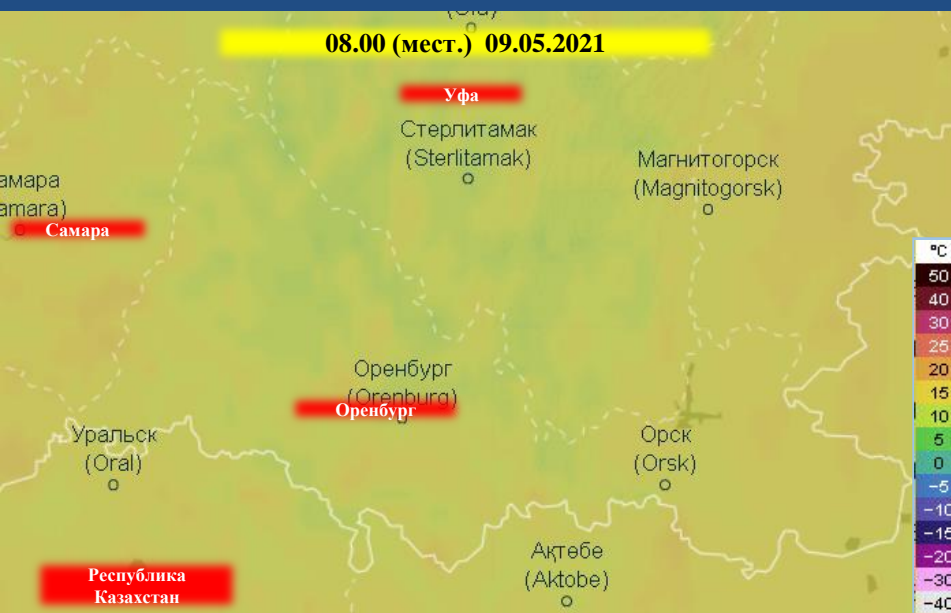 (Ufa)
08.00 (мест.) 09.05.2021
Уфа
Стерлитамак
(Sterlitamak)
Магнитогорск
(Magnitogorsk)
амара
amara)
Самара
°C
50
40
30
25
20
15
10
5
0
−5
−10
−15
−20
−30
−40
Оренбург
(Orenburg)
Оренбург
Уральск
(Oral)
Орск
(Orsk)
Ақтөбе
(Aktobe)
Республика
Казахстан